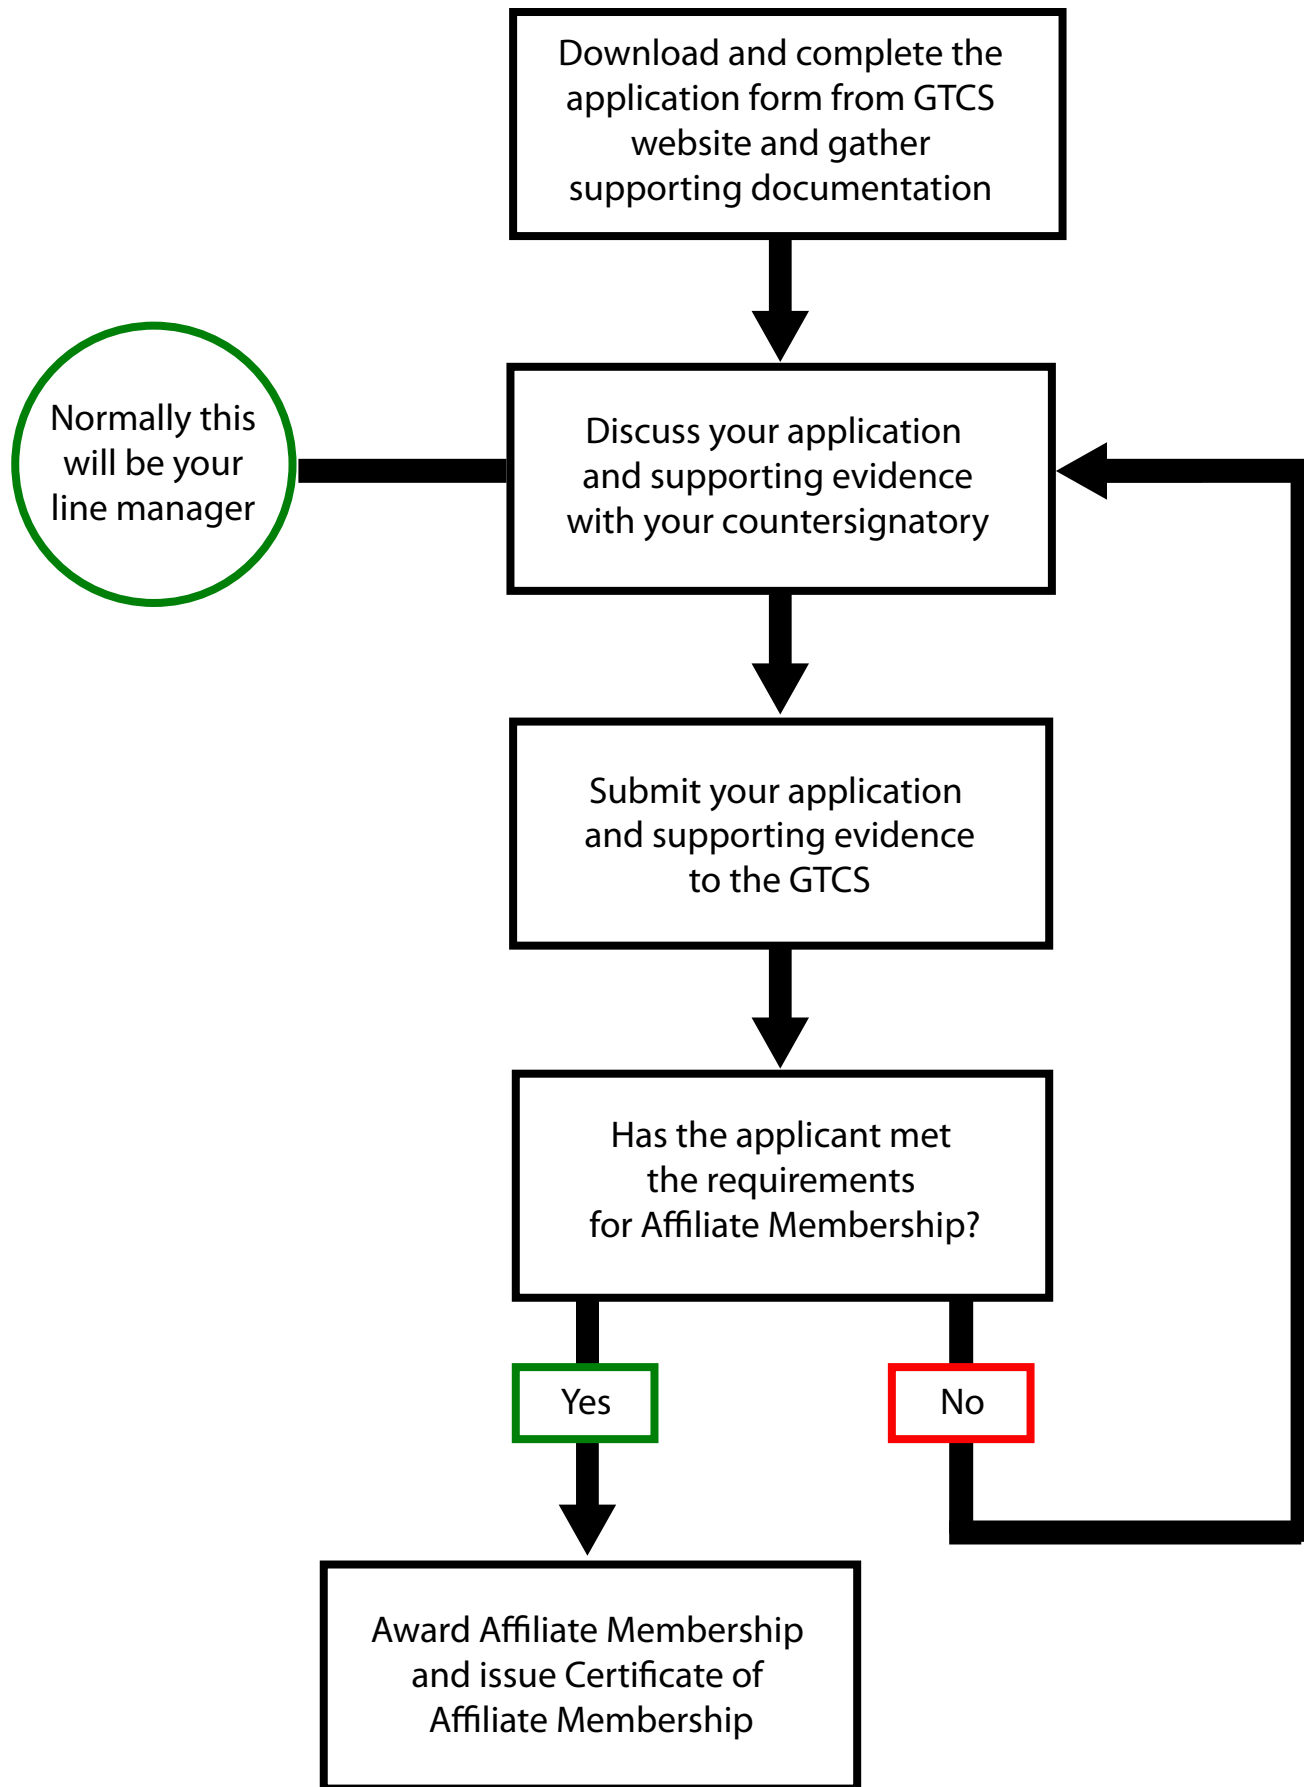 Download and complete the
application form from GTCS
website and gather
supporting documentation
Normally this
will be your
line manager
Discuss your application
and supporting evidence
with your countersignatory
Submit your application
and supporting evidence
to the GTCS
Has the applicant met
the requirements
for Affiliate Membership?
Yes
No
Award Affiliate Membership
and issue Certificate of
Affiliate Membership